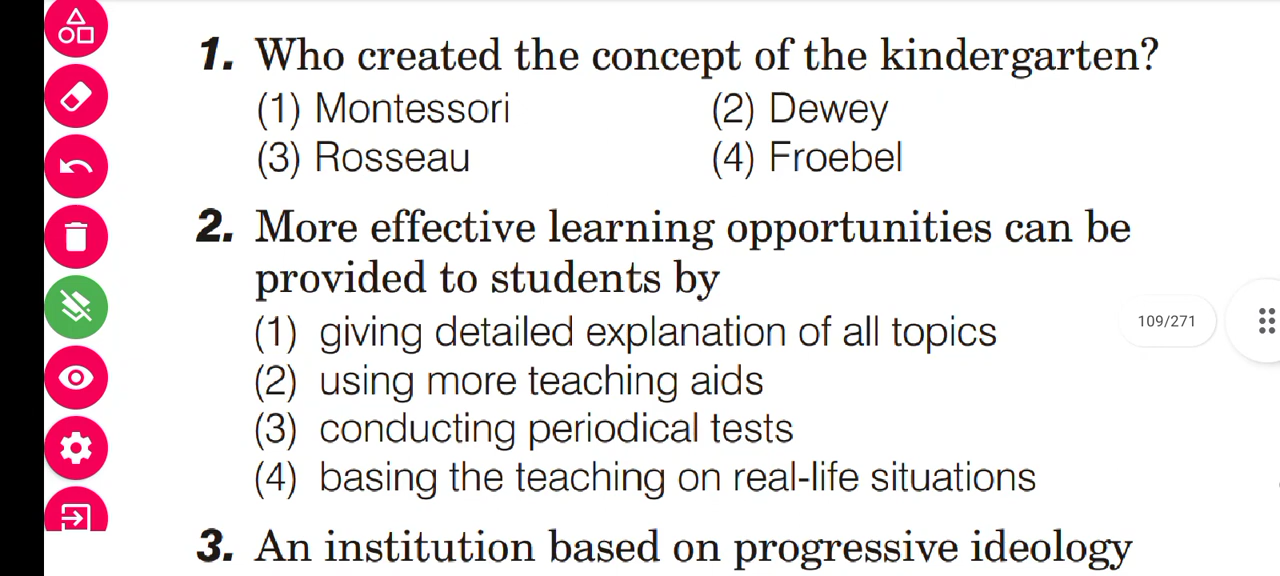 1. Who created the concept of the kindergarten?
(1) Montessori (2) Dewey
(3) Rosseau (4) Froebel
2. More effective learning opportunities can be
provided to students by
(1) giving detailed explanation of all topics
109/271
(2) using more teaching aids
(3) conducting periodical tests
(4) basing the teaching on real-life situations
3. An institution based on progressive ideology